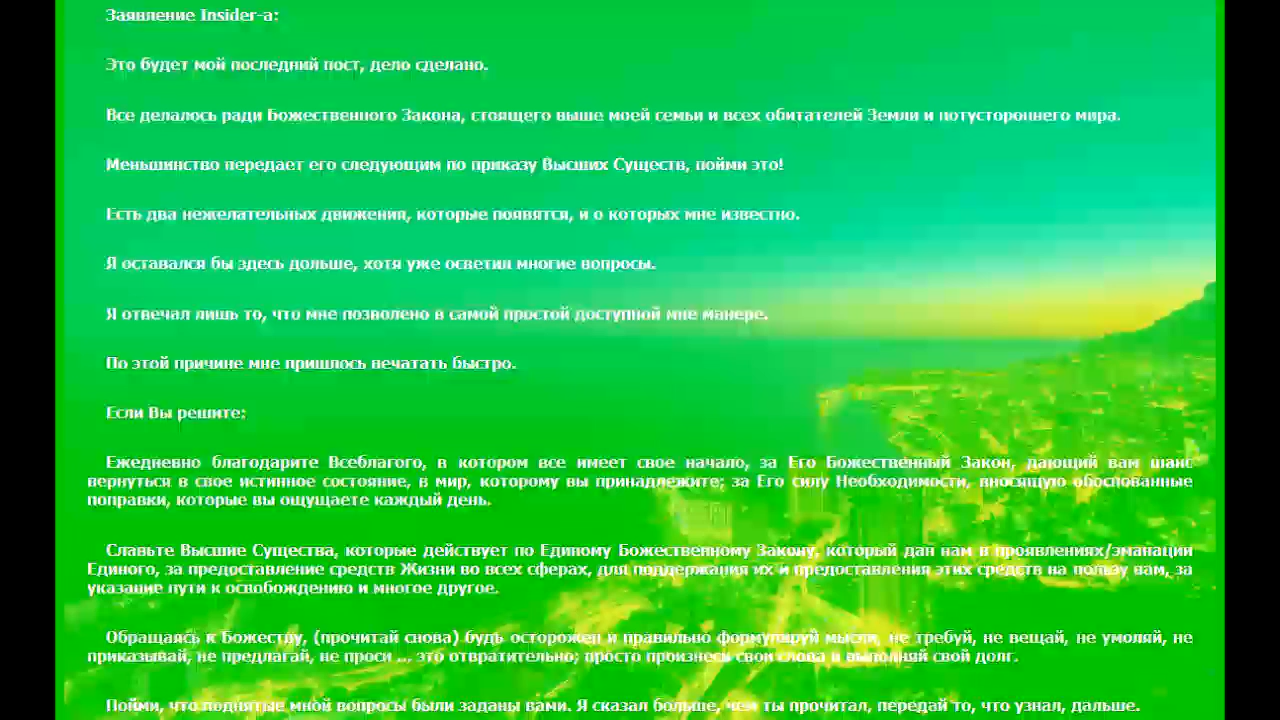 Заявление Insider-а:
Это будет мой последний пост, дело сделано.
Все делалось ради Божественного Закона, стоящего выше моей семьи и всех обитателей Земли и потустороннего мира.
Меньшинство передает его следующим по приказу Высших Существ, пойми это!
Есть два нежелательных движения, которые появятся, и о которых мне известно.
Я оставался бы здесь дольше, хотя уже осветил многие вопросы.
Я отвечал лишь то, что мне позволено в самой простой доступной мне манере.
По этой причине мне пришлось печатать быстро.
Если Вы решите:
Ежедневно благодарите Всеблагого, в котором все имеет свое начало, за Его Божественный Закон, дающий вам шанс
вернуться в свое истинное состояние, в мир, которому вы принадлежите; за Его силу Необходимости, вносящую обоснованные
поправки, которые вы ощущаете каждый день.
Славьте Высшие Существа, которые действует по Единому Божественному Закону, который дан нам в проявлениях/эманации
Единого, за предоставление средств Жизни во всех сферах, для поддержания их и предоставления этих средств на пользу вам, за
указание пути к освобождению и многое другое.
Обращаясь к Божеству, (прочитай снова) будь осторожен и правильно формулируй мысли, не требуй, не вещай, не умоляй, не
приказывай, не предлагай, не проси ... это отвратительно; просто произнеси свои слова и выполняй свой долг.
Пойми, что поднятые мной вопросы были заданы вами. Я сказал больше, чем ты прочитал, передай то, что узнал, дальше.